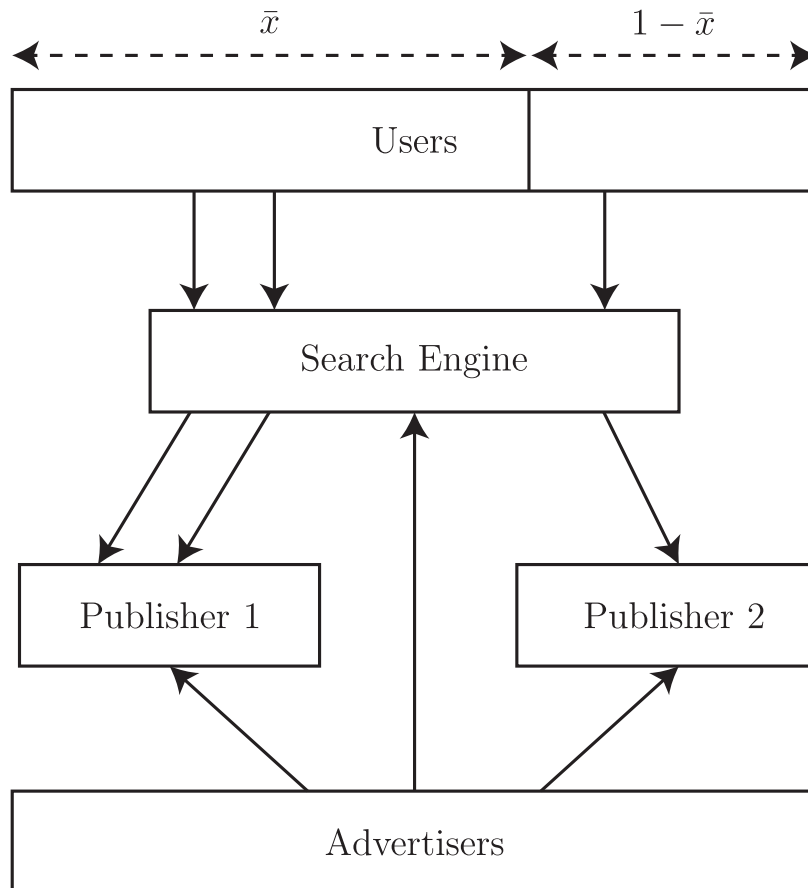 x̄
1 − x̄
Users
Search Engine
Publisher 1
Publisher 2
Advertisers